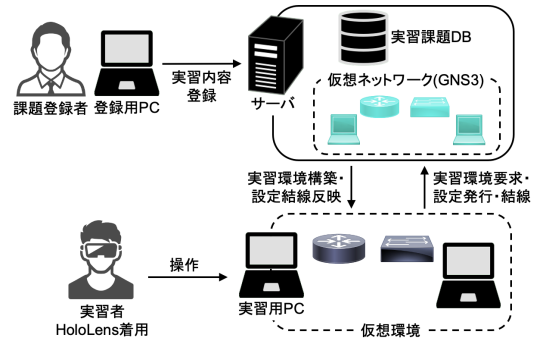 実習課題DB
仮想ネットワーク(GNS3)
課題登録者
登録用PC
実習内容
登録
サーバ
実習環境構築・
設定結線反映
実習環境要求・
設定発行・結線
操作
実習者
HoloLens着用
実習用PC
仮想環境